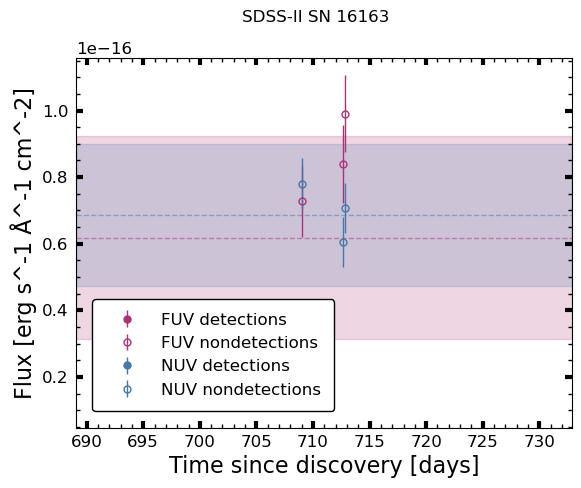 SDSS-II SN 16163
1e−16
Flux [erg s^-1 Å^-1 cm^-2]
1.0
0.8
0.6
0.4
0.2
FUV detections
FUV nondetections
NUV detections
NUV nondetections
690 695 700 705 710 715 720 725 730
Time since discovery [days]